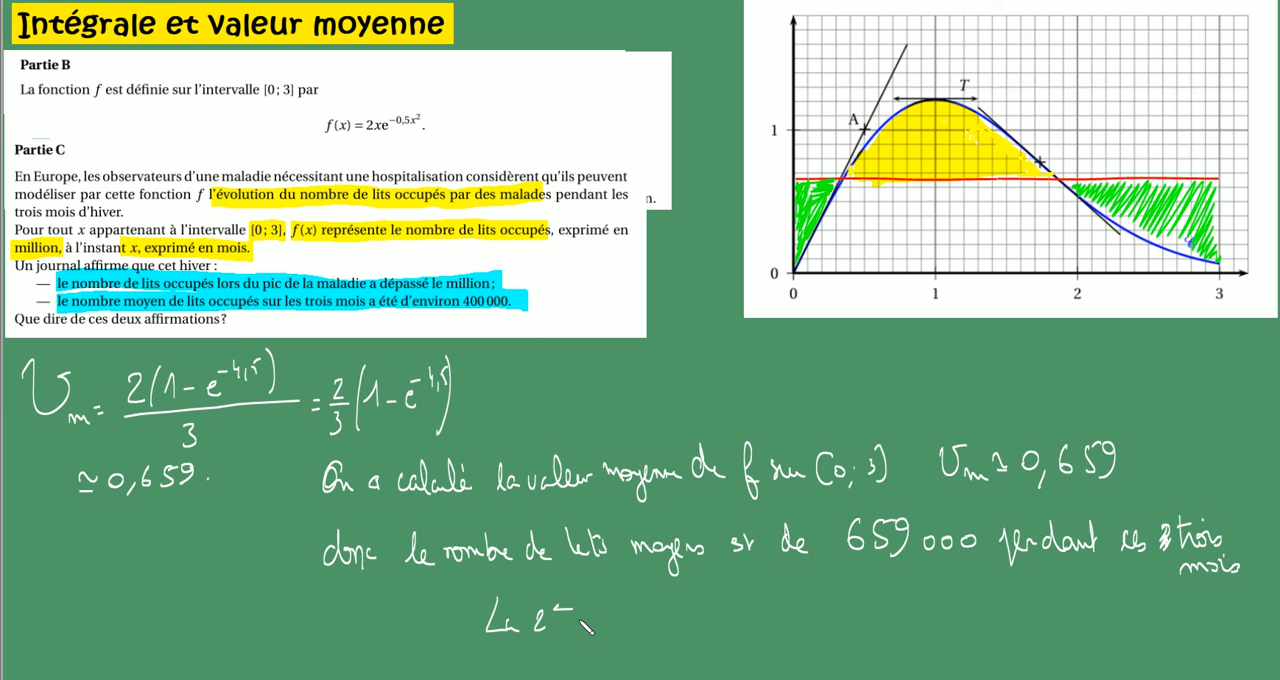 Intégrale et valeur moyenne
Partie B
La fonction f est définie sur l'intervalle [0; 3] par
f(x) = 2xe^{-0,5x²}.
Partie C
En Europe, les observateurs d'une maladie nécessitant une hospitalisation considèrent qu'ils peuvent
modéliser par cette fonction f l'évolution du nombre de lits occupés par des malades pendant les
n.
trois mois d'hiver.
Pour tout x appartenant à l'intervalle [0; 3], f(x) représente le nombre de lits occupés, exprimé en
million, à l'instant x, exprimé en mois.
Un journal affirme que cet hiver :
— le nombre de lits occupés lors du pic de la maladie a dépassé le million;
— le nombre moyen de lits occupés sur les trois mois a été d'environ 400 000.
Que dire de ces deux affirmations?
T
A
1
0
0 1 2 3
Vm = 2(1 - e^{-4,5}) / 3 = 2/3 (1 - e^{-4,5})
≃ 0,659.
On a calculé la valeur moyenne de f sur [0; 3] Vm ≃ 0,659
donc le nombre de lits moyens est de 659 000 pendant ces trois
mois
La 2e